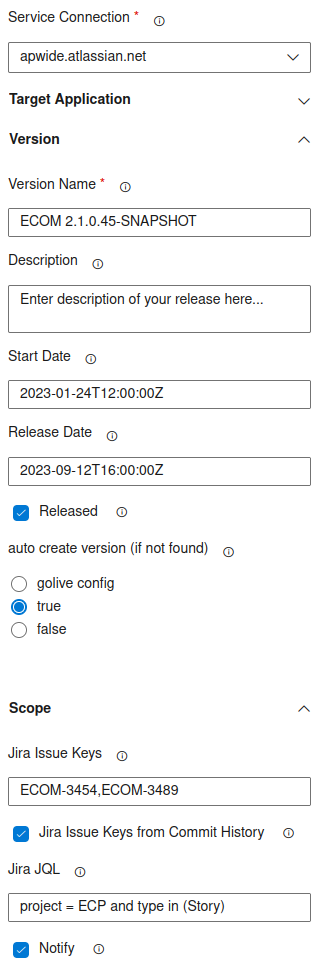 Service Connection *
apwide.atlassian.net
Target Application
Version
Version Name *
ECOM 2.1.0.45-SNAPSHOT
Description
Enter description of your release here...
Start Date
2023-01-24T12:00:00Z
Release Date
2023-09-12T16:00:00Z
Released
auto create version (if not found)
golive config
true
false
Scope
Jira Issue Keys
ECOM-3454,ECOM-3489
Jira Issue Keys from Commit History
Jira JQL
project = ECP and type in (Story)
Notify